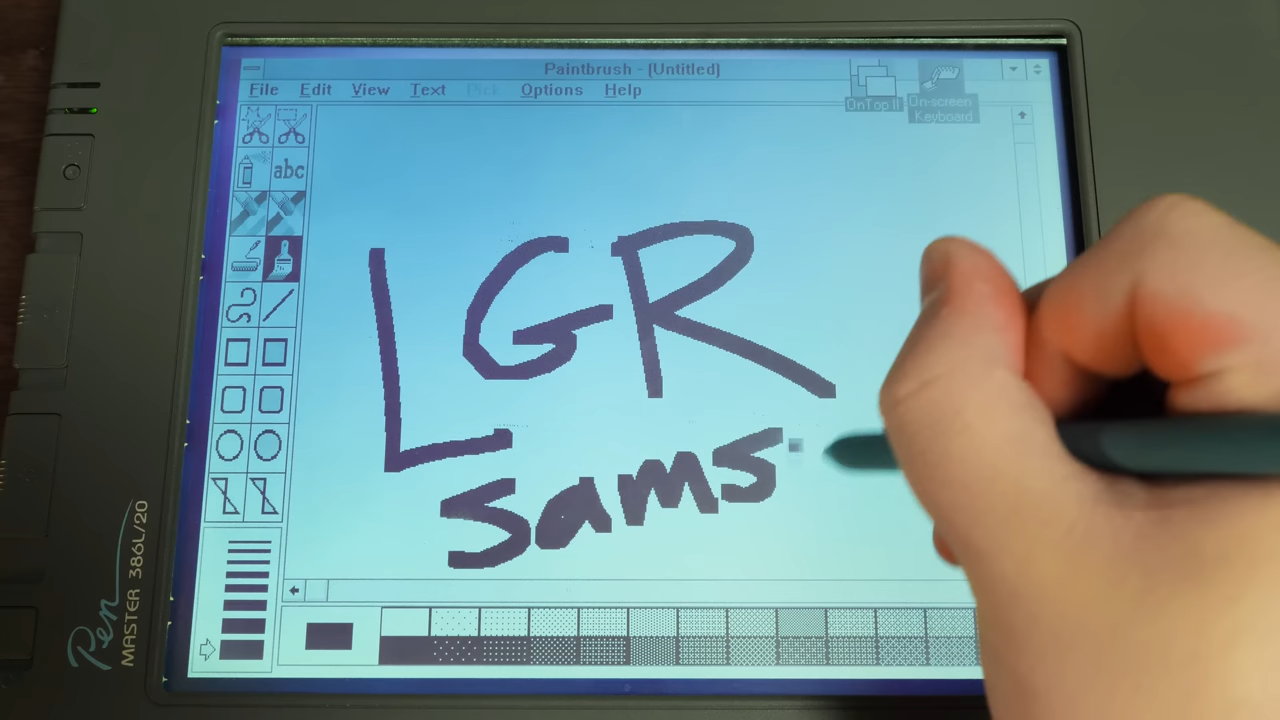 Paintbrush - (Untitled)
File Edit View Text Pick Options Help
OnTop II
On-screen
Keyboard
abc
LGR
sams
Pen
MASTER 386L/20